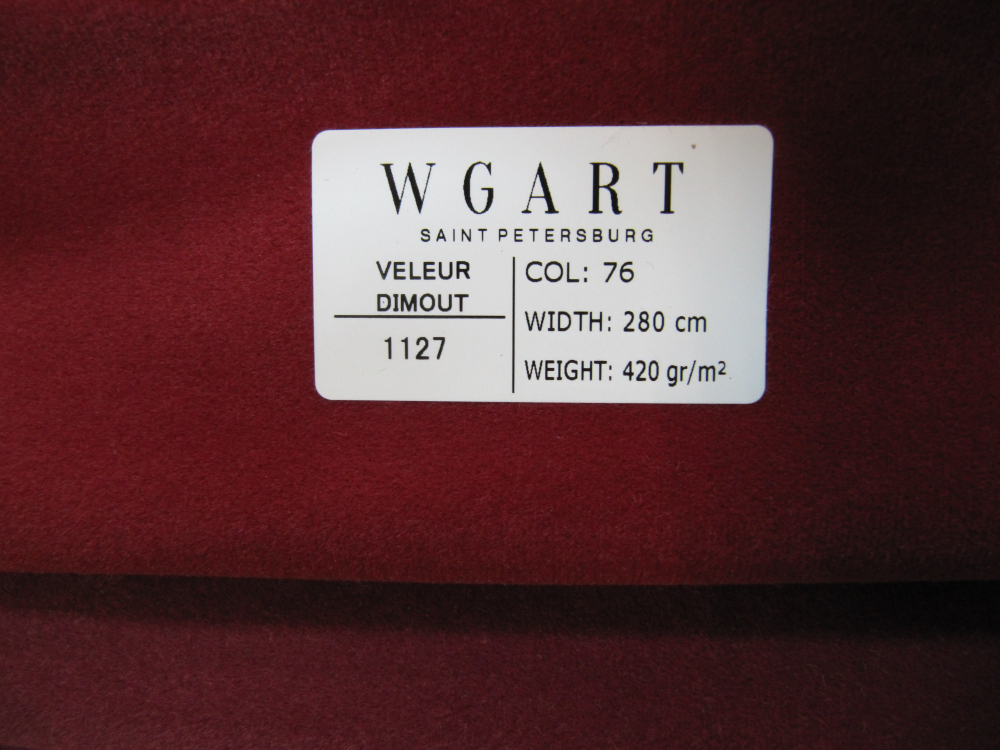 WGART
SAINT PETERSBURG
VELEUR
DIMOUT
1127
COL: 76
WIDTH: 280 cm
WEIGHT: 420 gr/m²